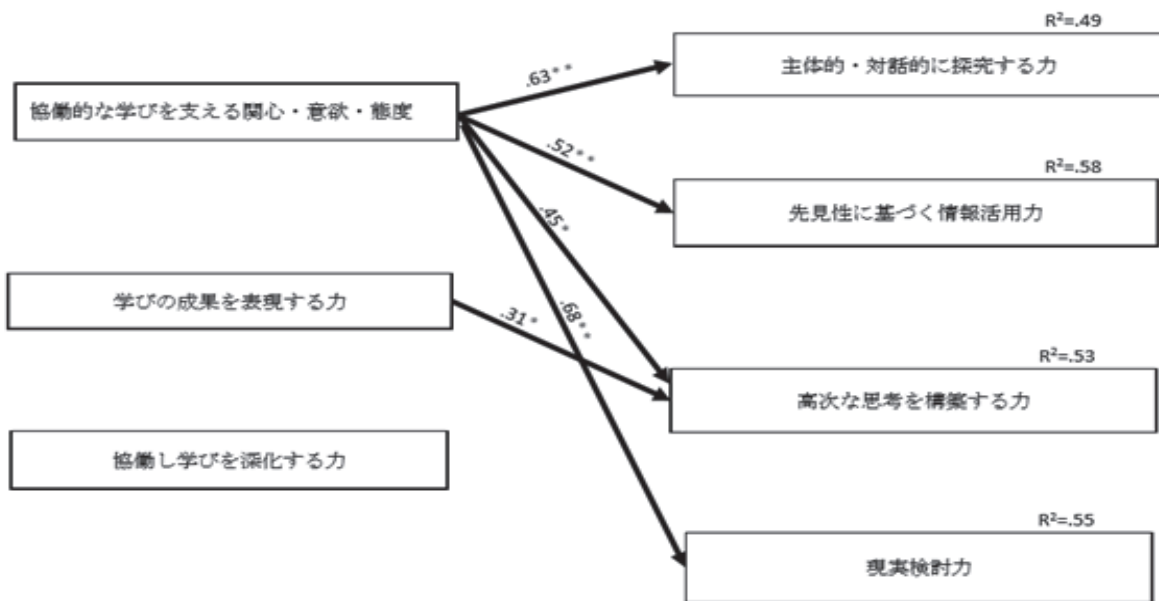 R²=.49
主体的・対話的に探究する力
.63**
協働的な学びを支える関心・意欲・態度
.52**
R²=.58
先見性に基づく情報活用力
.45*
学びの成果を表現する力
.31*
.68**
R²=.53
高次な思考を構築する力
協働し学びを深化する力
R²=.55
現実検討力